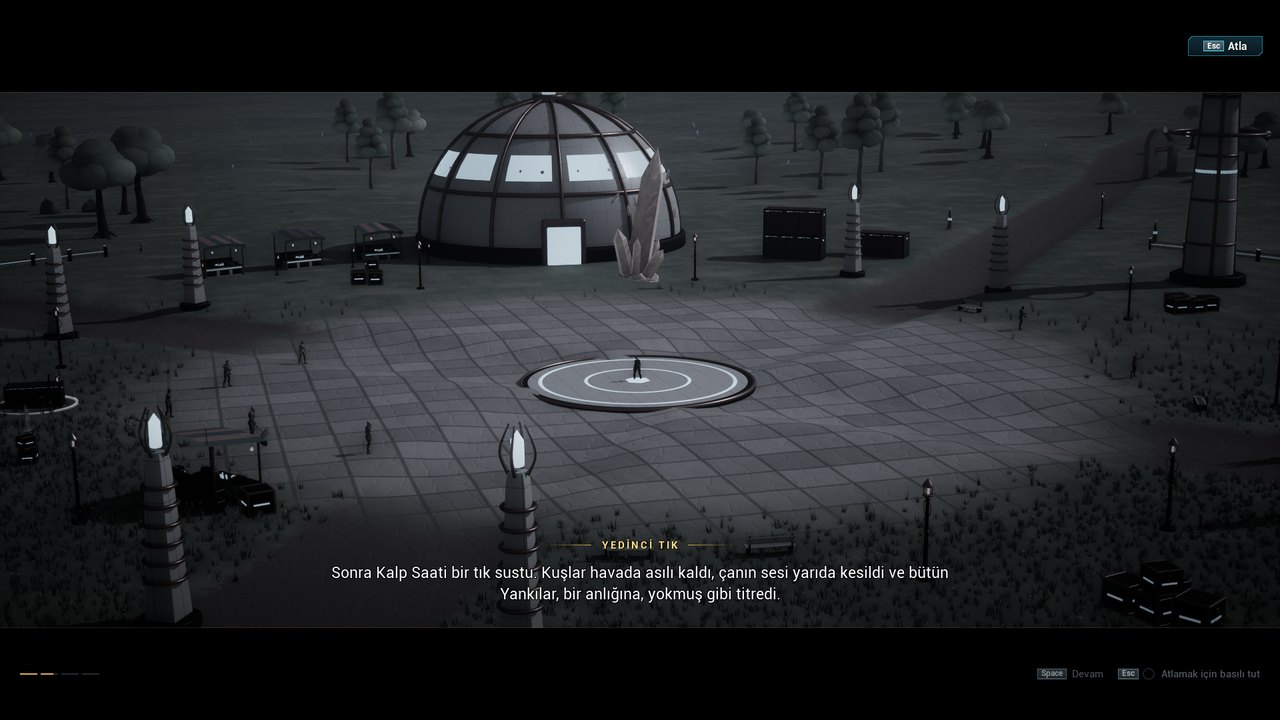 Esc Atla
YEDİNCİ TIK
Sonra Kalp Saati bir tık sustu. Kuşlar havada asılı kaldı, çanın sesi yarıda kesildi ve bütün
Yankılar, bir anlığına, yokmuş gibi titredi.
Space Devam Esc Atlamak için basılı tut